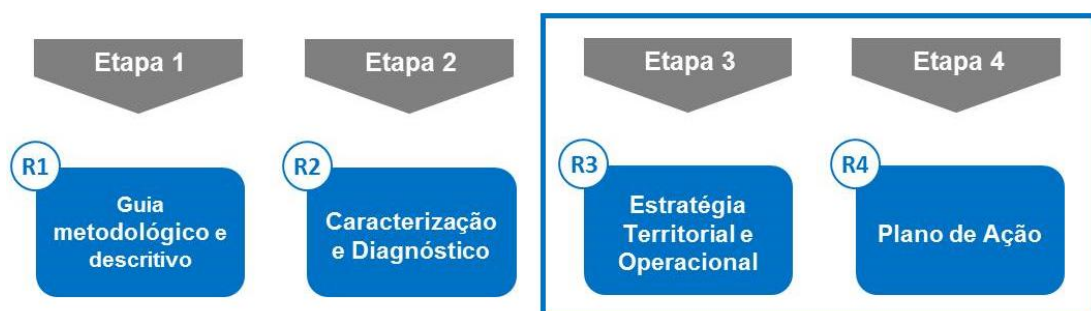 Etapa 1
Etapa 2
Etapa 3
Etapa 4
R1
Guia
metodológico e
descritivo
R2
Caracterização
e Diagnóstico
R3
Estratégia
Territorial e
Operacional
R4
Plano de Ação